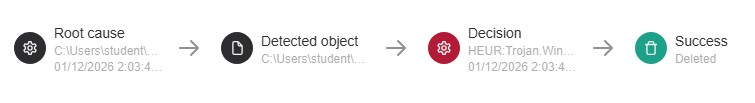 Root cause
C:\Users\student\...
01/12/2026 2:03:4...
Detected object
C:\Users\student\...
Decision
HEUR:Trojan.Win...
01/12/2026 2:03:4...
Success
Deleted